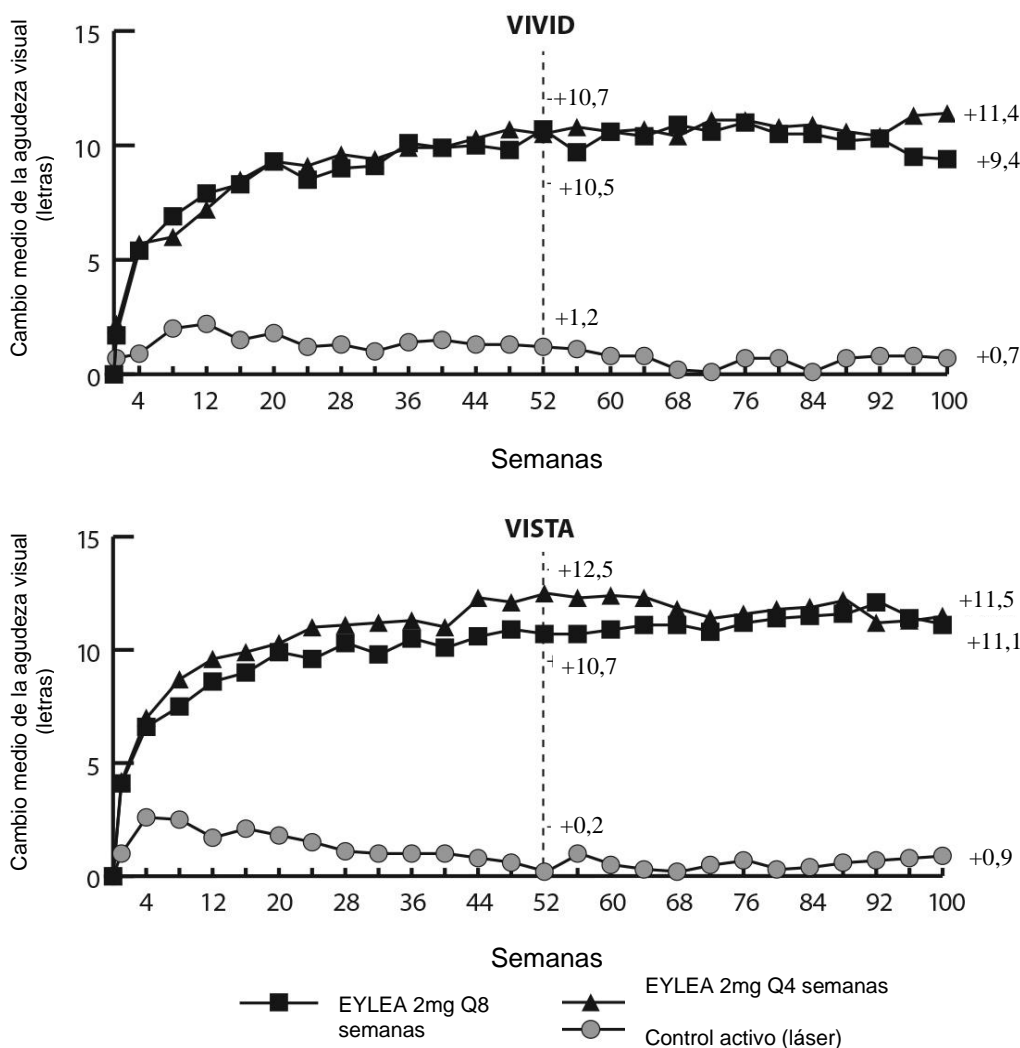 VIVID
Cambio medio de la agudeza visual
(letras)
15
10
5
0
+10,7
+10,5
+1,2
+11,4
+9,4
+0,7
4 12 20 28 36 44 52 60 68 76 84 92 100
Semanas
VISTA
Cambio medio de la agudeza visual
(letras)
15
10
5
0
+12,5
+10,7
+0,2
+11,5
+11,1
+0,9
4 12 20 28 36 44 52 60 68 76 84 92 100
Semanas
EYLEA 2mg Q8
semanas
EYLEA 2mg Q4 semanas
Control activo (láser)